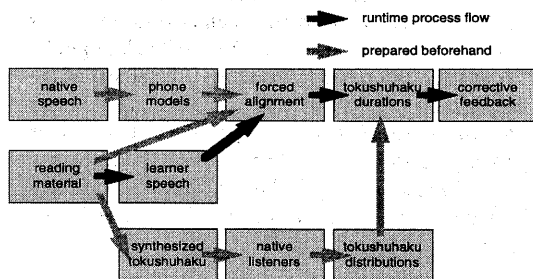 runtime process flow
prepared beforehand
native
speech
phone
models
forced
alignment
tokushuhaku
durations
corrective
feedback
reading
material
learner
speech
synthesized
tokushuhaku
native
listeners
tokushuhaku
distributions